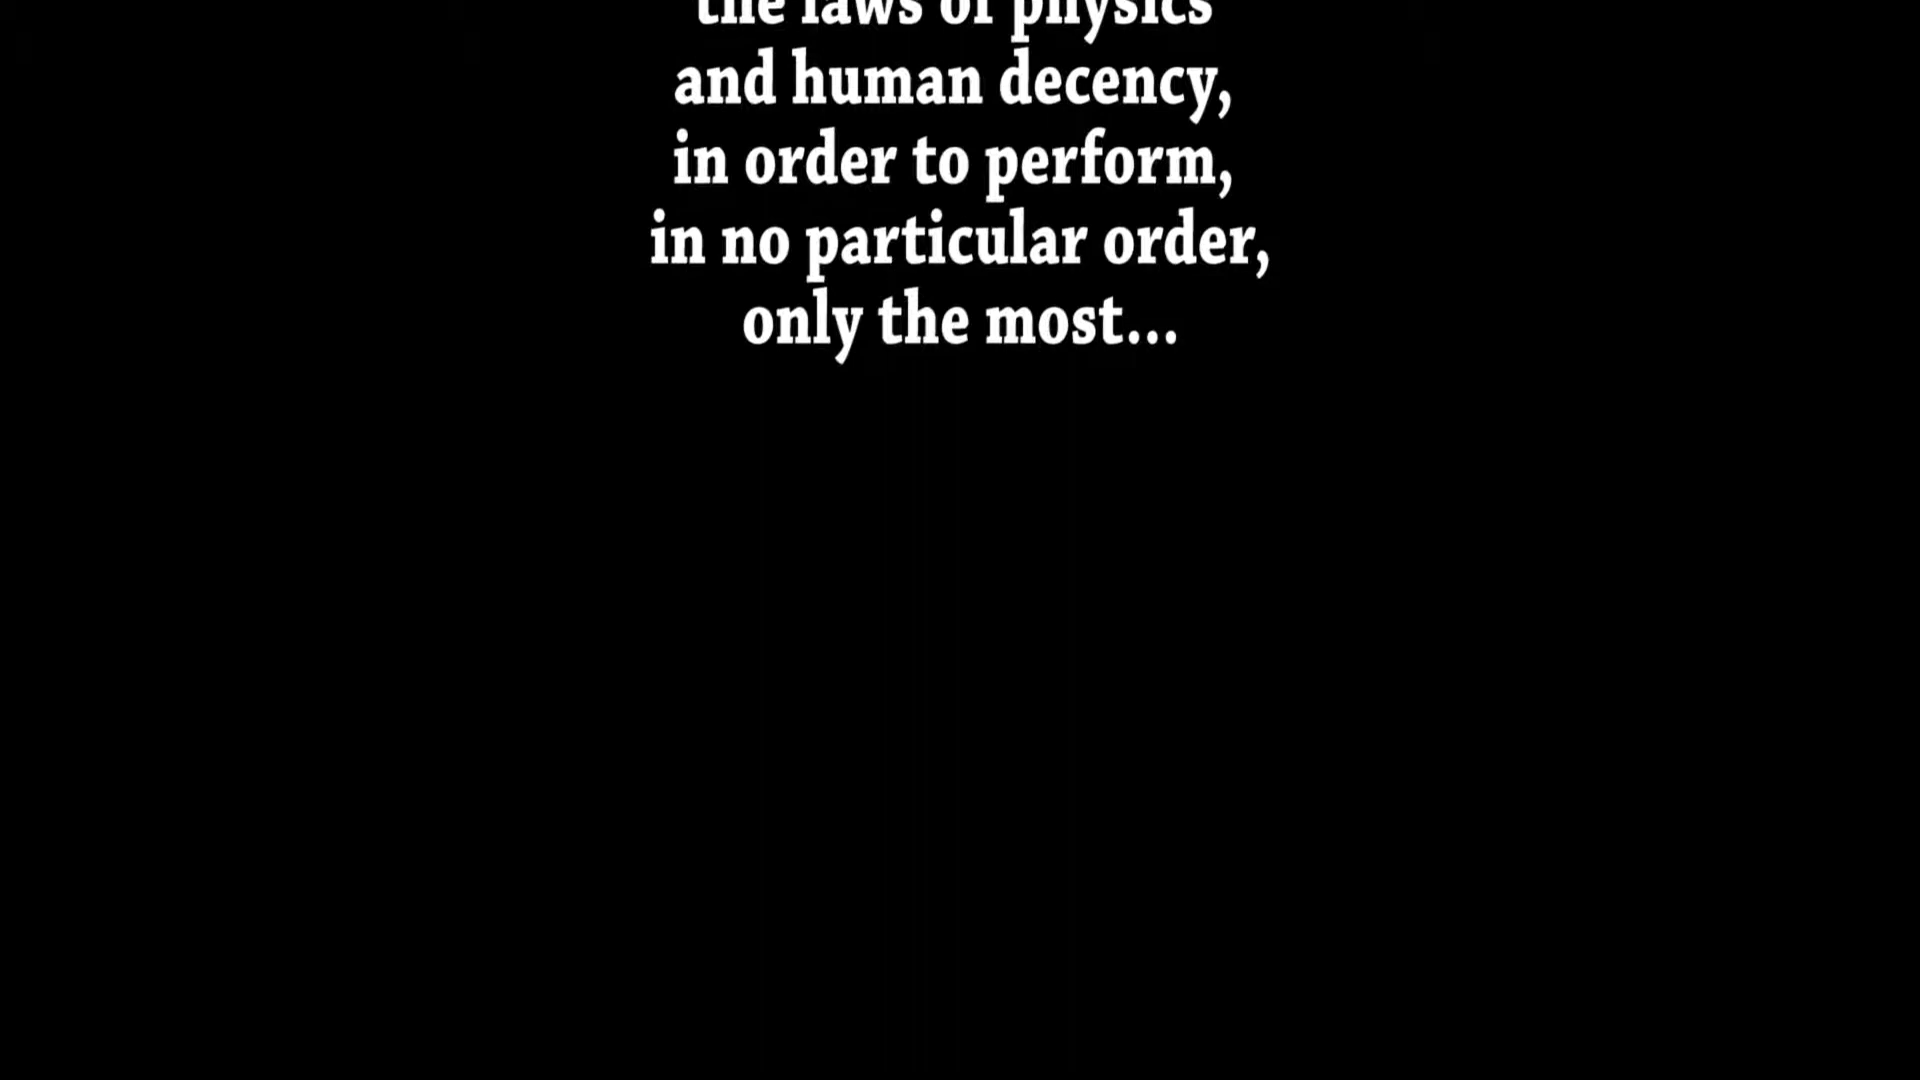 the laws of physics
and human decency,
in order to perform,
in no particular order,
only the most...